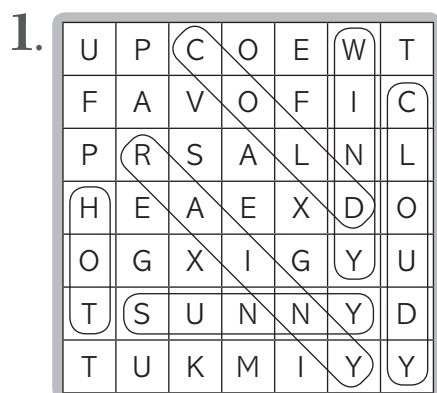 1.
U P C O E W T
F A V O F I C
P R S A L N L
H E A E X D O
O G X I G Y U
T S U N N Y D
T U K M I Y Y